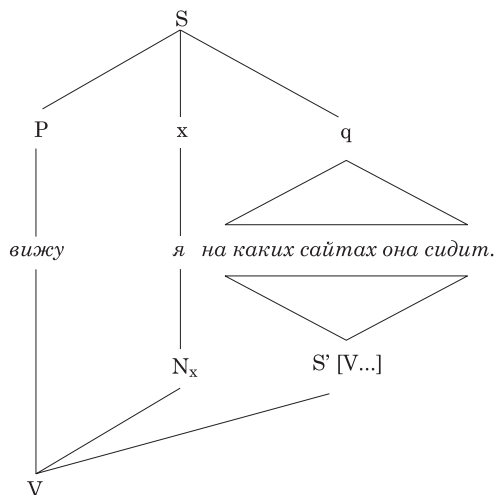 S
P x q
вижу я на каких сайтах она сидит.
Nₓ S' [V...]
V